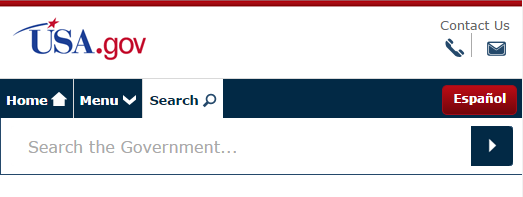 USA.gov
Contact Us
Home Menu Search Español
Search the Government...